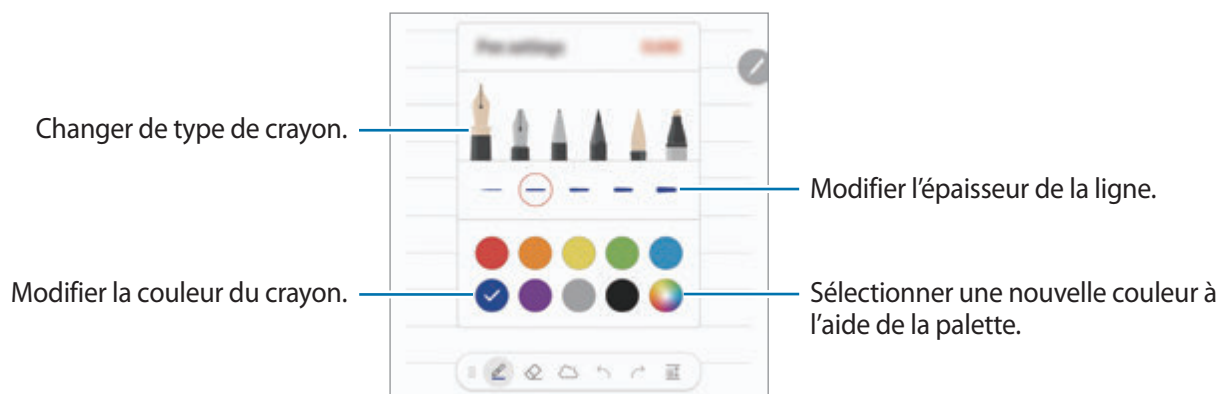 Changer de type de crayon.
Modifier l'épaisseur de la ligne.
Modifier la couleur du crayon.
Sélectionner une nouvelle couleur à
l'aide de la palette.